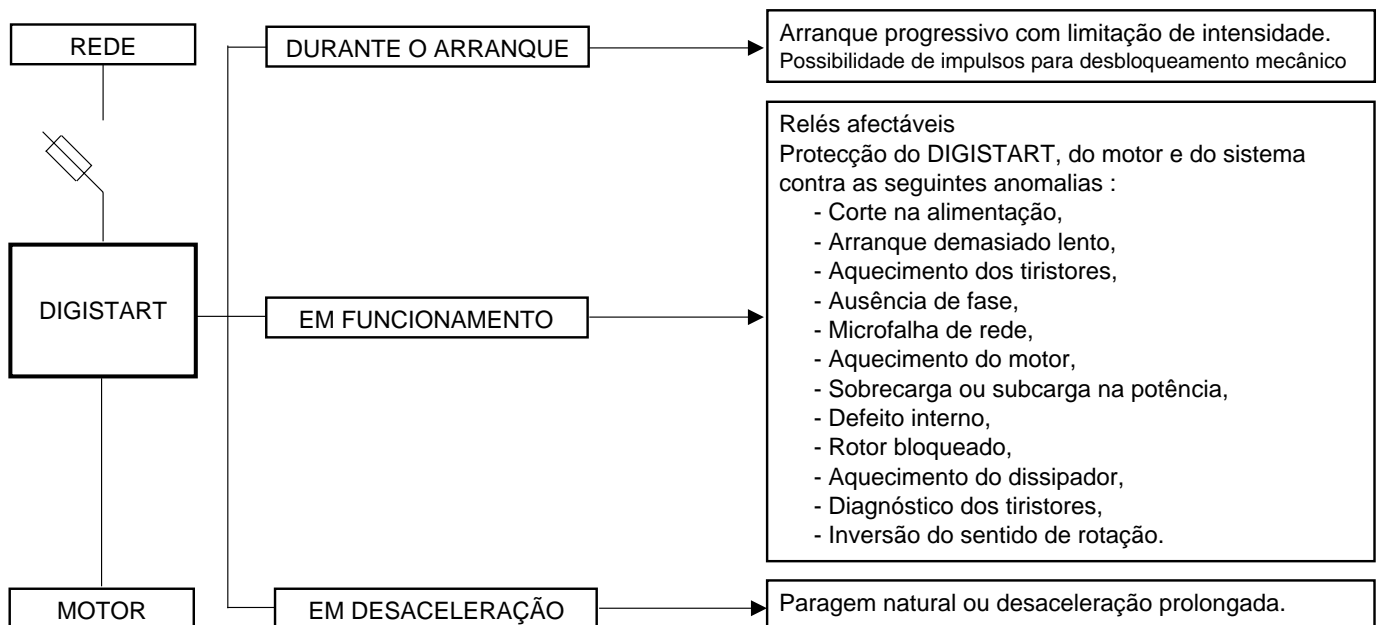 REDE
DURANTE O ARRANQUE
Arranque progressivo com limitação de intensidade.
Possibilidade de impulsos para desbloqueamento mecânico
DIGISTART
EM FUNCIONAMENTO
Relés afectáveis
Protecção do DIGISTART, do motor e do sistema
contra as seguintes anomalias :
- Corte na alimentação,
- Arranque demasiado lento,
- Aquecimento dos tiristores,
- Ausência de fase,
- Microfalha de rede,
- Aquecimento do motor,
- Sobrecarga ou subcarga na potência,
- Defeito interno,
- Rotor bloqueado,
- Aquecimento do dissipador,
- Diagnóstico dos tiristores,
- Inversão do sentido de rotação.
MOTOR
EM DESACELERAÇÃO
Paragem natural ou desaceleração prolongada.